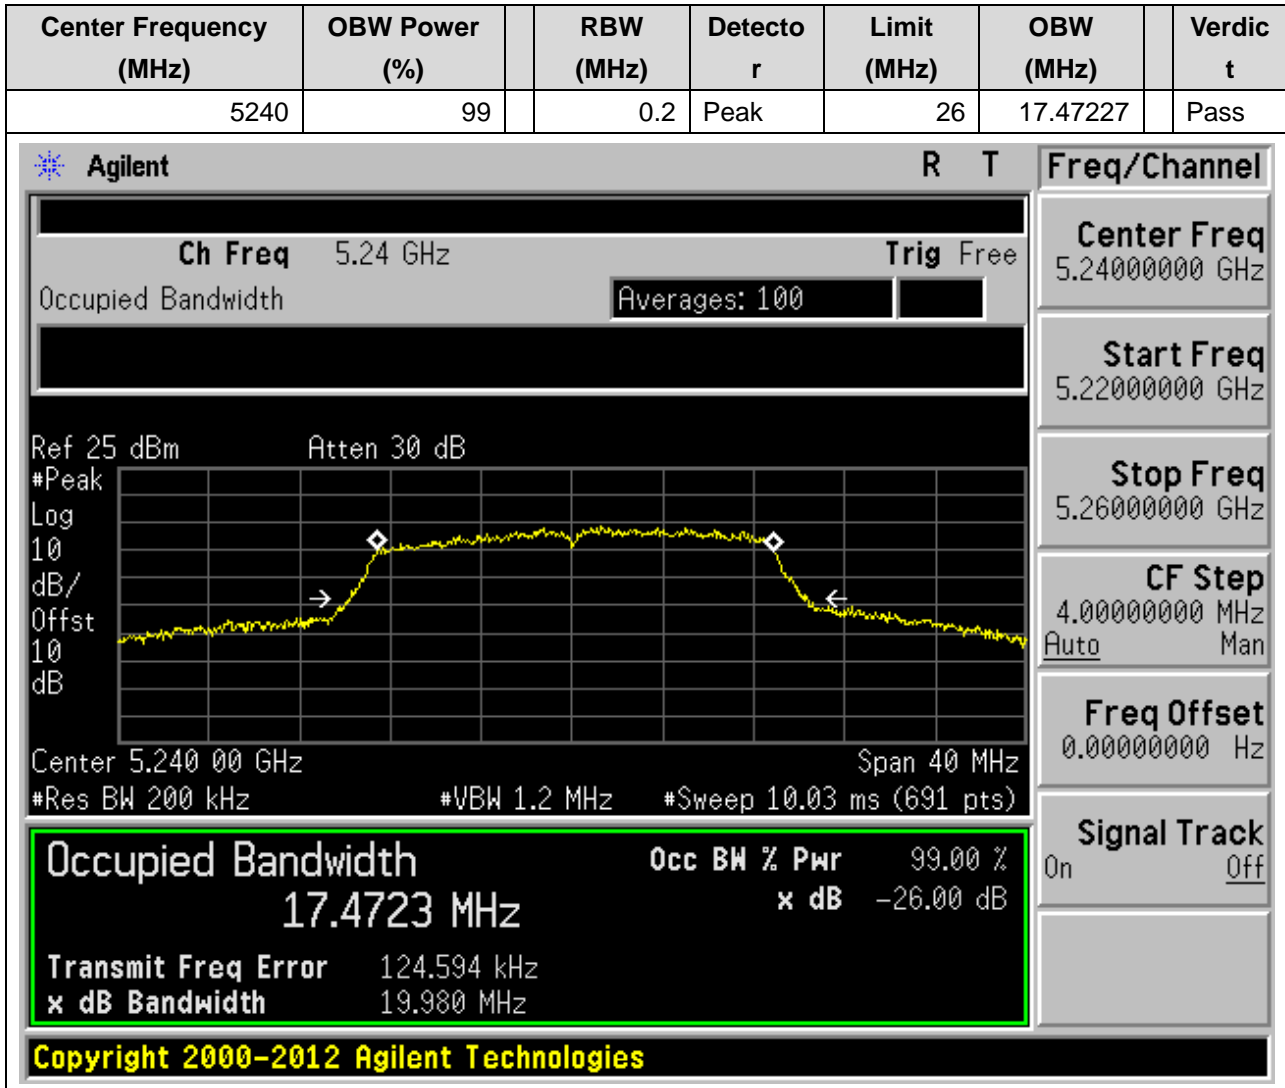 Center Frequency OBW Power RBW Detecto Limit OBW Verdic
(MHz) (%) (MHz) r (MHz) (MHz) t
5240 99 0.2 Peak 26 17.47227 Pass
Agilent R T Freq/Channel
Ch Freq 5.24 GHz Trig Free
Occupied Bandwidth Averages: 100
Center Freq
5.24000000 GHz
Start Freq
5.22000000 GHz
Stop Freq
5.26000000 GHz
CF Step
4.00000000 MHz
Auto Man
Freq Offset
0.00000000 Hz
Signal Track
On Off
Ref 25 dBm Atten 30 dB
#Peak
Log
10
dB/
Offst
10
dB
Center 5.240 00 GHz Span 40 MHz
#Res BW 200 kHz #VBW 1.2 MHz #Sweep 10.03 ms (691 pts)
Occupied Bandwidth Occ BW % Pwr 99.00 %
17.4723 MHz x dB -26.00 dB
Transmit Freq Error 124.594 kHz
x dB Bandwidth 19.980 MHz
Copyright 2000-2012 Agilent Technologies